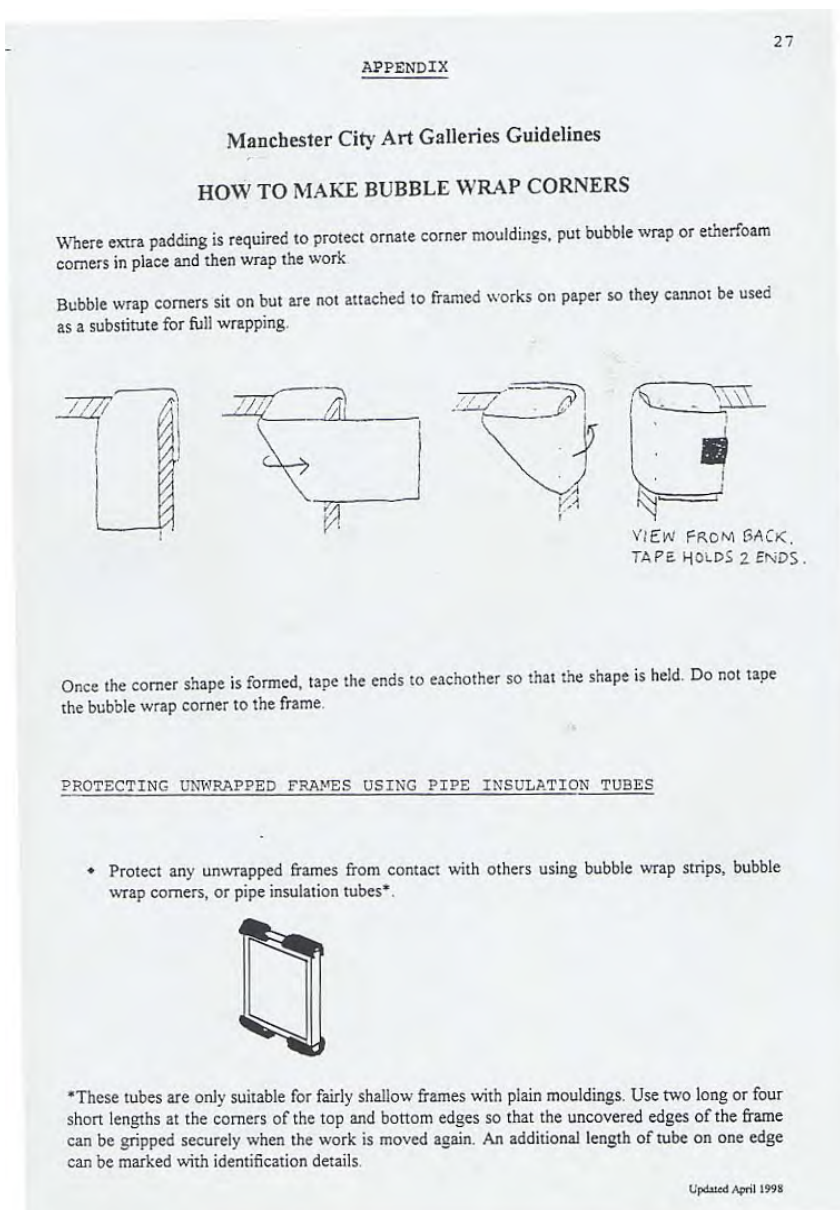 27
APPENDIX
Manchester City Art Galleries Guidelines
HOW TO MAKE BUBBLE WRAP CORNERS
Where extra padding is required to protect ornate corner mouldings, put bubble wrap or etherfoam
corners in place and then wrap the work
Bubble wrap corners sit on but are not attached to framed works on paper so they cannot be used
as a substitute for full wrapping.
VIEW FROM BACK.
TAPE HOLDS 2 ENDS.
Once the corner shape is formed, tape the ends to eachother so that the shape is held. Do not tape
the bubble wrap corner to the frame.
PROTECTING UNWRAPPED FRAMES USING PIPE INSULATION TUBES
• Protect any unwrapped frames from contact with others using bubble wrap strips, bubble
wrap corners, or pipe insulation tubes*.
*These tubes are only suitable for fairly shallow frames with plain mouldings. Use two long or four
short lengths at the corners of the top and bottom edges so that the uncovered edges of the frame
can be gripped securely when the work is moved again. An additional length of tube on one edge
can be marked with identification details.
Updated April 1998